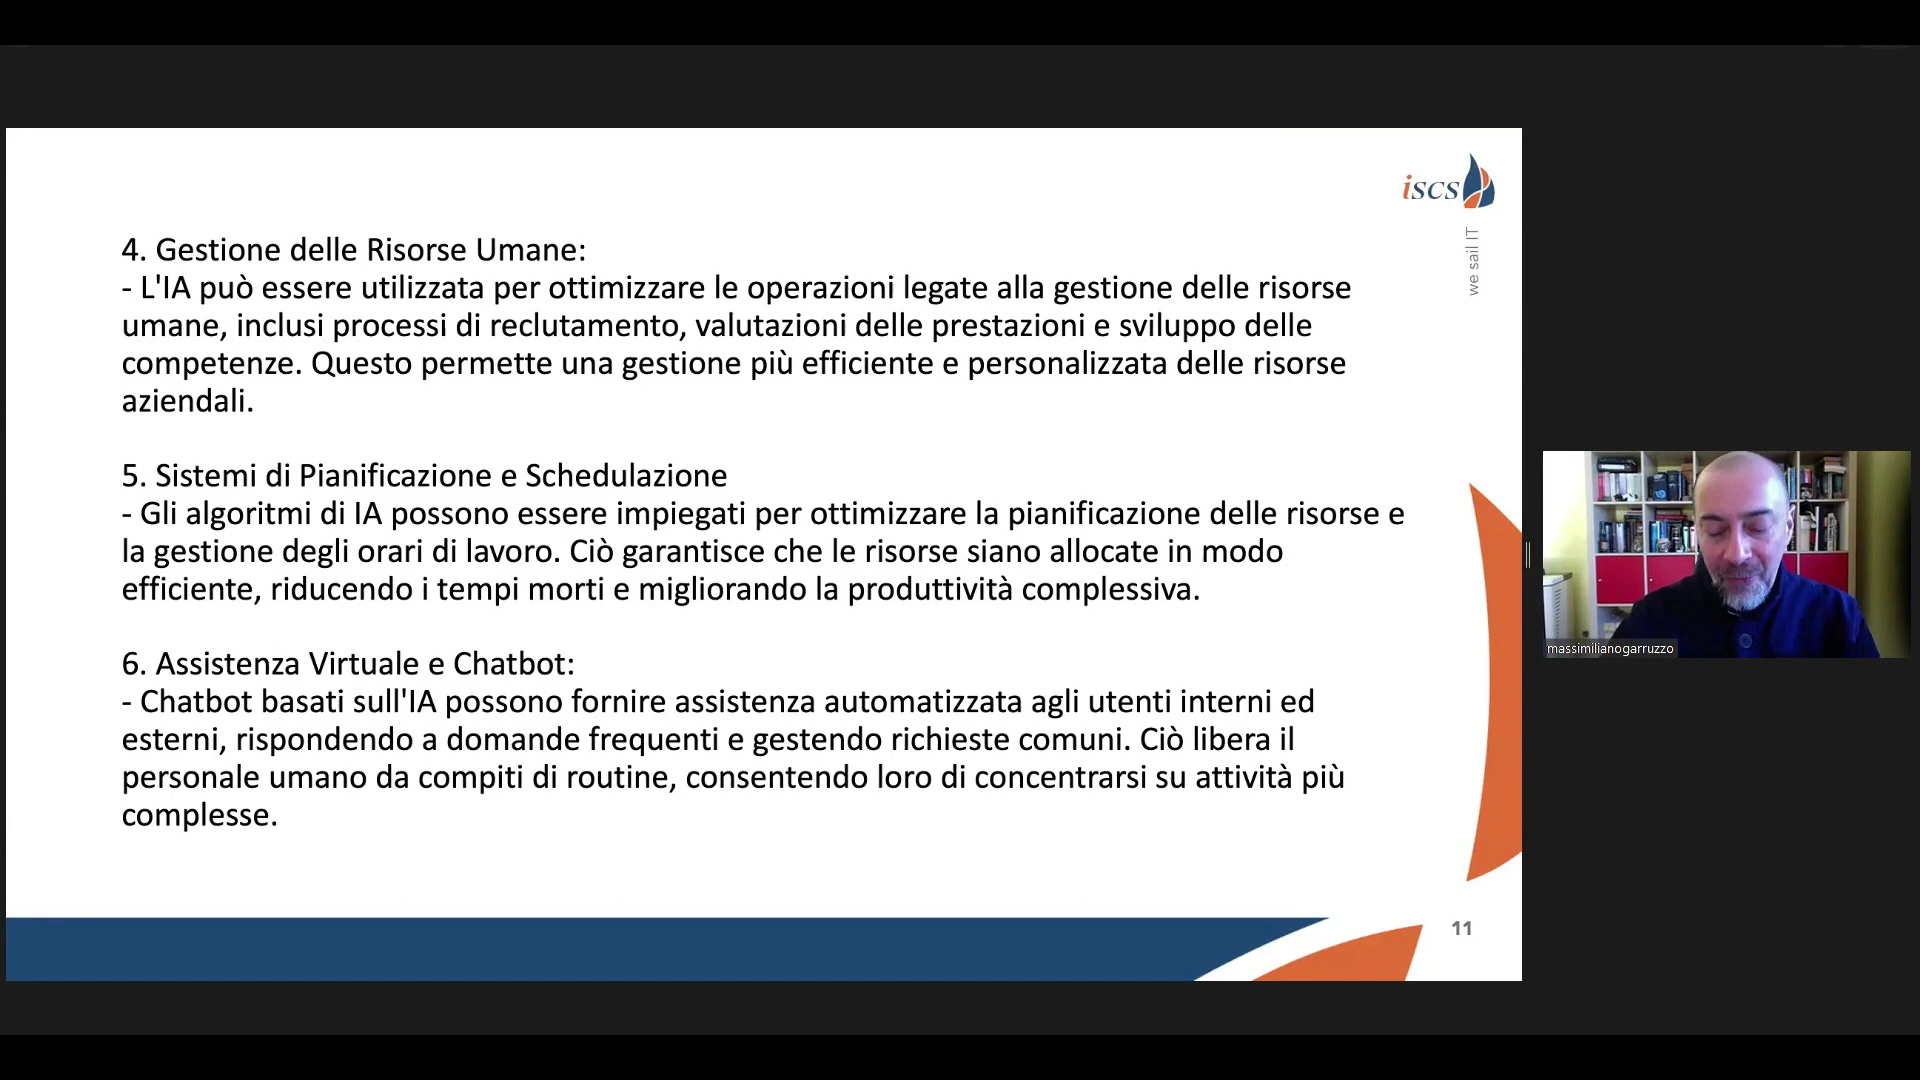 iscs
we sail IT
4. Gestione delle Risorse Umane:
- L'IA può essere utilizzata per ottimizzare le operazioni legate alla gestione delle risorse
umane, inclusi processi di reclutamento, valutazioni delle prestazioni e sviluppo delle
competenze. Questo permette una gestione più efficiente e personalizzata delle risorse
aziendali.
5. Sistemi di Pianificazione e Schedulazione
- Gli algoritmi di IA possono essere impiegati per ottimizzare la pianificazione delle risorse e
la gestione degli orari di lavoro. Ciò garantisce che le risorse siano allocate in modo
efficiente, riducendo i tempi morti e migliorando la produttività complessiva.
6. Assistenza Virtuale e Chatbot:
- Chatbot basati sull'IA possono fornire assistenza automatizzata agli utenti interni ed
esterni, rispondendo a domande frequenti e gestendo richieste comuni. Ciò libera il
personale umano da compiti di routine, consentendo loro di concentrarsi su attività più
complesse.
11
massimilianogarruzzo